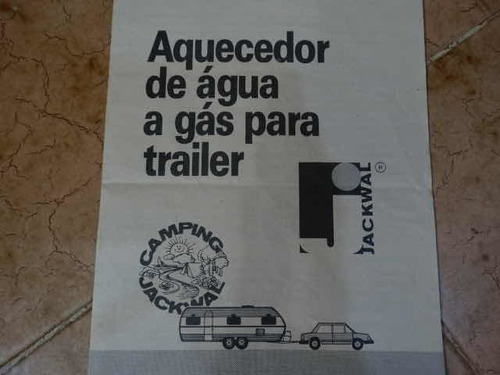 Aquecedor
de água
a gás para
trailer
JACKWAL ®
CAMPING
JACKWAL